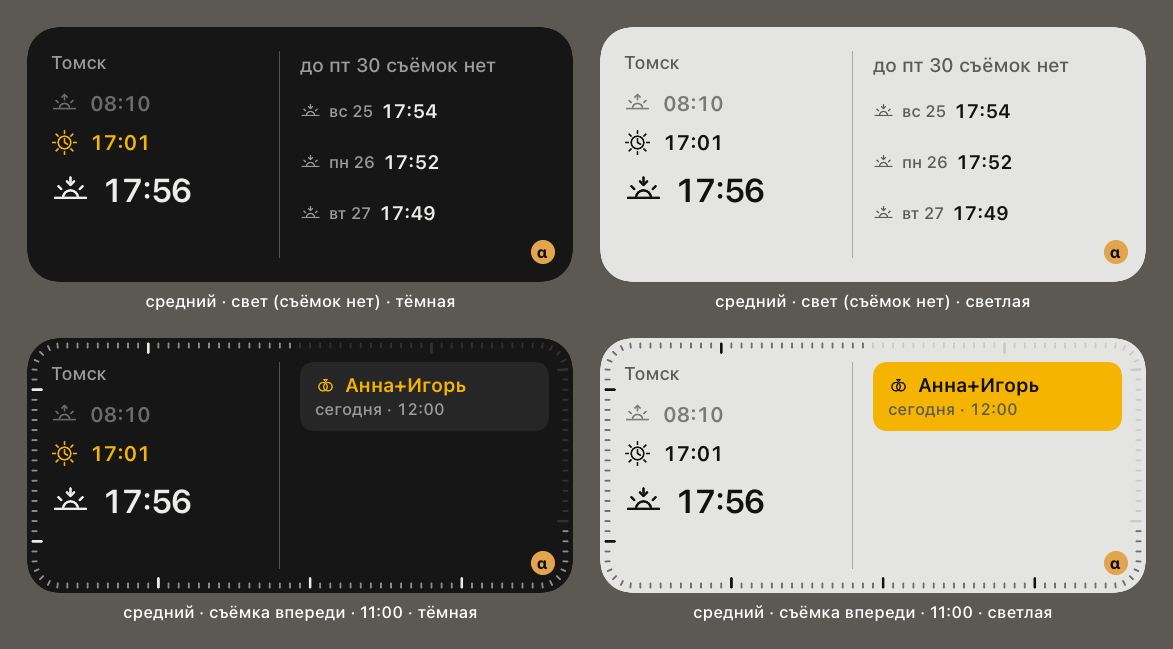 Томск
08:10
17:01
17:56
до пт 30 съёмок нет
вс 25 17:54
пн 26 17:52
вт 27 17:49
α
средний · свет (съёмок нет) · тёмная
Томск
08:10
17:01
17:56
до пт 30 съёмок нет
вс 25 17:54
пн 26 17:52
вт 27 17:49
α
средний · свет (съёмок нет) · светлая
Томск
08:10
17:01
17:56
Анна+Игорь
сегодня · 12:00
α
средний · съёмка впереди · 11:00 · тёмная
Томск
08:10
17:01
17:56
Анна+Игорь
сегодня · 12:00
α
средний · съёмка впереди · 11:00 · светлая